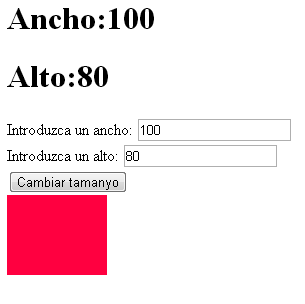 Ancho:100
Alto:80
Introduzca un ancho: 100
Introduzca un alto: 80
Cambiar tamanyo